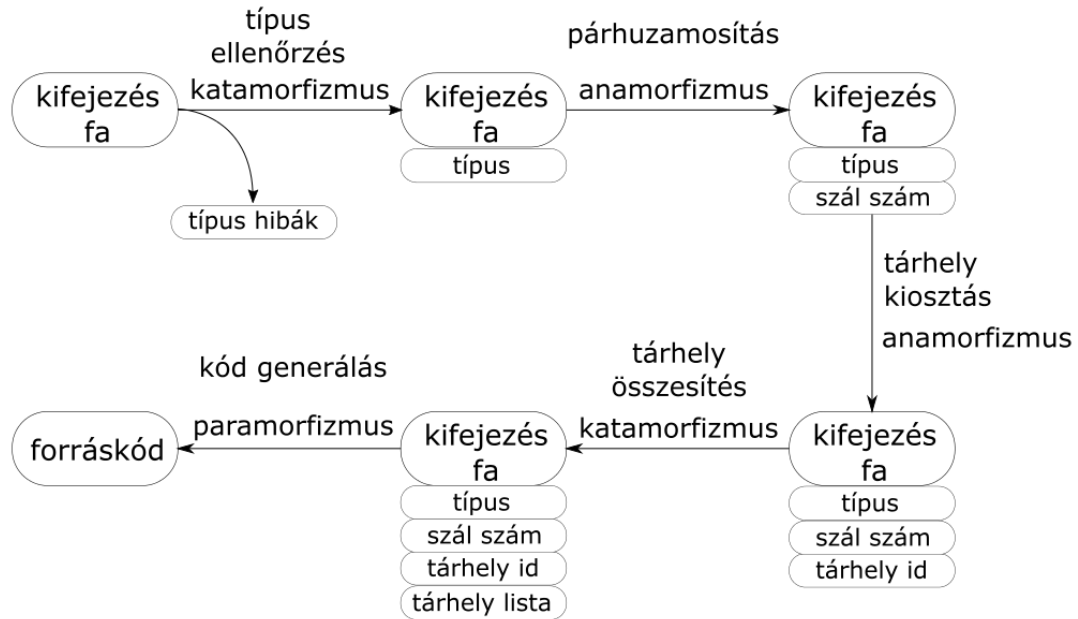 típus
ellenőrzés
katamorfizmus
párhuzamosítás
anamorfizmus
kifejezés
fa
kifejezés
fa
típus
kifejezés
fa
típus
szál szám
típus hibák
tárhely
kiosztás
anamorfizmus
kód generálás
paramorfizmus
tárhely
összesítés
katamorfizmus
forráskód
kifejezés
fa
típus
szál szám
tárhely id
tárhely lista
kifejezés
fa
típus
szál szám
tárhely id